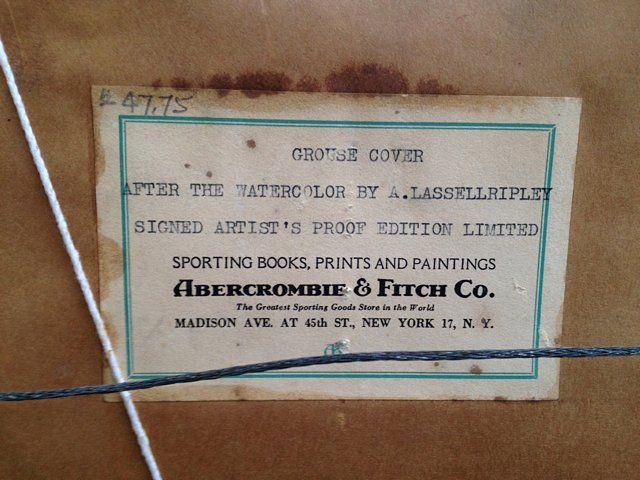 47.75
GROUSE COVER
AFTER THE WATERCOLOR BY A.LASSELLRIPLEY
SIGNED ARTIST'S PROOF EDITION LIMITED
SPORTING BOOKS, PRINTS AND PAINTINGS
ABERCROMBIE & FITCH CO.
The Greatest Sporting Goods Store in the World
MADISON AVE. AT 45th ST., NEW YORK 17, N. Y.